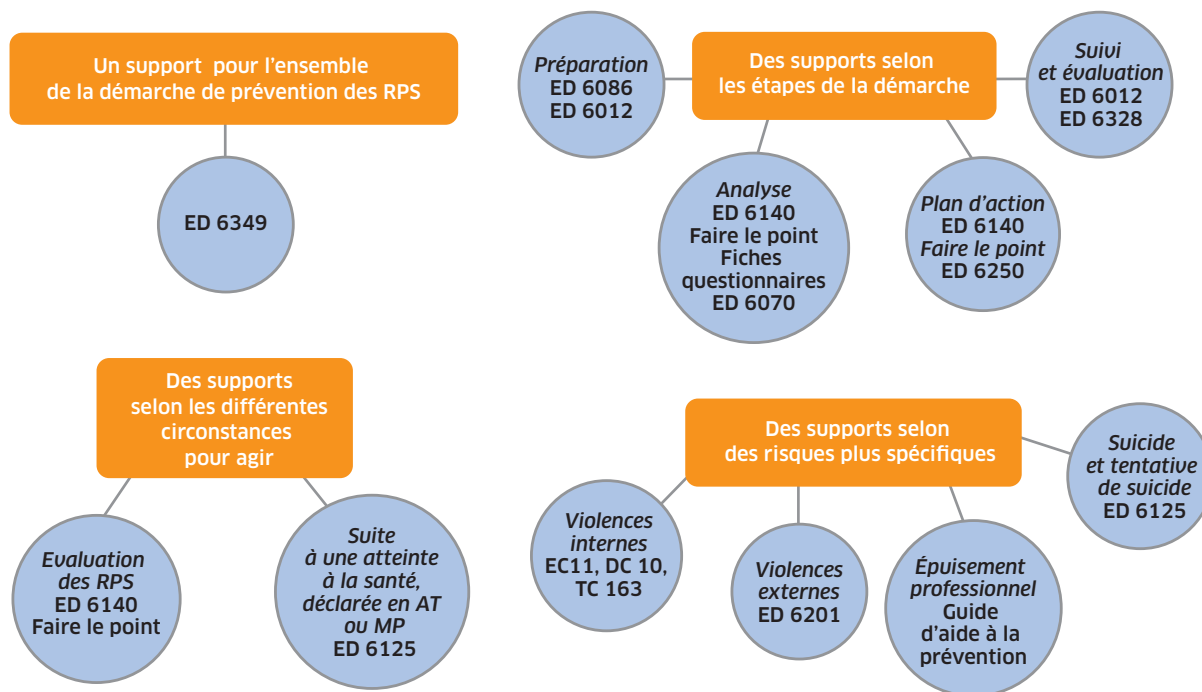 Un support pour l'ensemble
de la démarche de prévention des RPS
ED 6349
Préparation
ED 6086
ED 6012
Des supports selon
les étapes de la démarche
Suivi
et évaluation
ED 6012
ED 6328
Analyse
ED 6140
Faire le point
Fiches
questionnaires
ED 6070
Plan d'action
ED 6140
Faire le point
ED 6250
Des supports
selon les différentes
circonstances
pour agir
Evaluation
des RPS
ED 6140
Faire le point
Suite
à une atteinte
à la santé,
déclarée en AT
ou MP
ED 6125
Des supports selon
des risques plus spécifiques
Violences
internes
EC11, DC 10,
TC 163
Violences
externes
ED 6201
Épuisement
professionnel
Guide
d'aide à la
prévention
Suicide
et tentative
de suicide
ED 6125